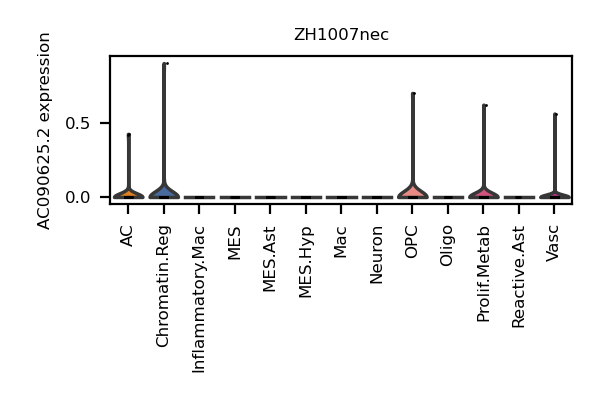 ZH1007nec
AC090625.2 expression
0.5
0.0
AC
Chromatin.Reg
Inflammatory.Mac
MES
MES.Ast
MES.Hyp
Mac
Neuron
OPC
Oligo
Prolif.Metab
Reactive.Ast
Vasc